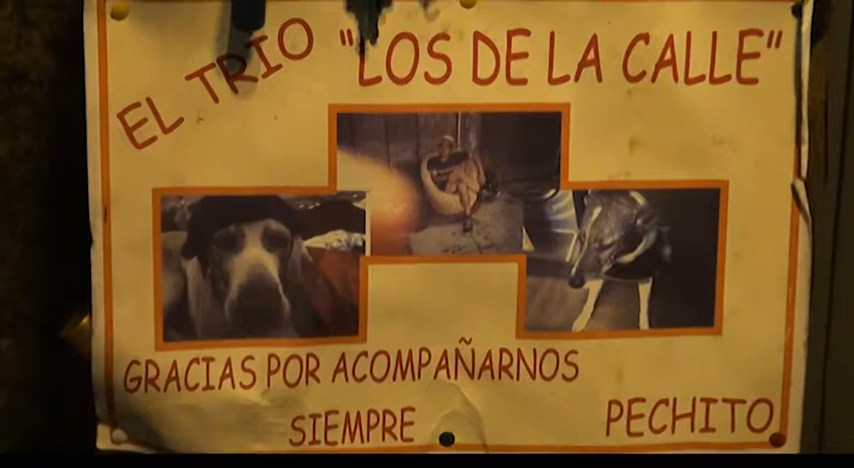 EL TRIO "LOS DE LA CALLE"
GRACIAS POR ACOMPAÑARNOS
SIEMPRE PECHITO